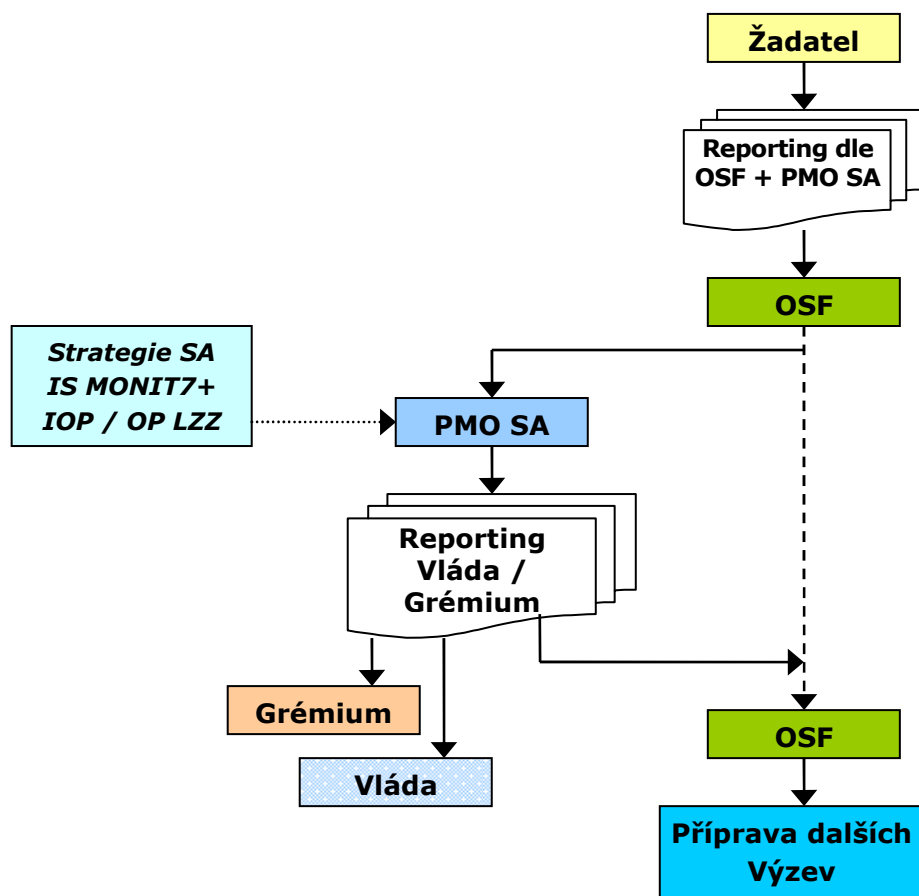 Žadatel
Reporting dle
OSF + PMO SA
OSF
Strategie SA
IS MONIT7+
IOP / OP LZZ
PMO SA
Reporting
Vláda /
Grémium
Grémium
OSF
Vláda
Příprava dalších
Výzev